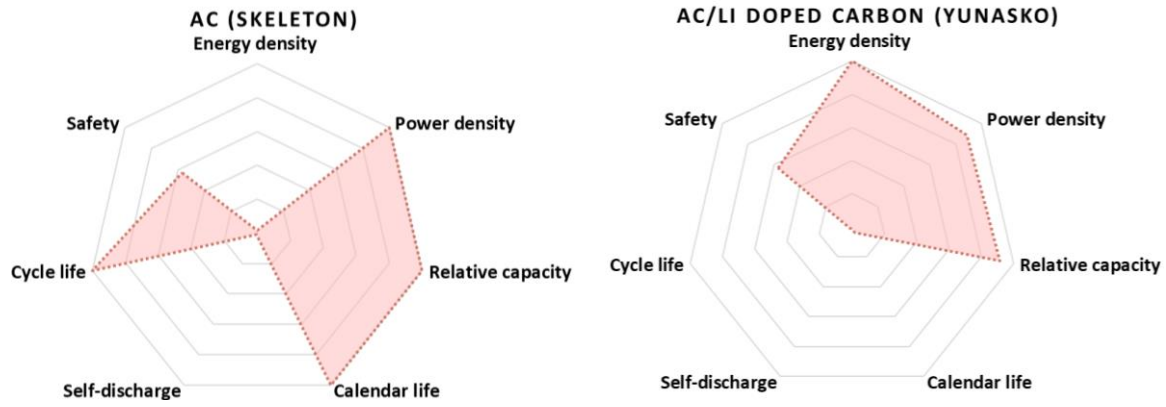 AC (SKELETON)
Energy density
Safety
Power density
Cycle life
Relative capacity
Self-discharge
Calendar life
AC/LI DOPED CARBON (YUNASKO)
Energy density
Safety
Power density
Cycle life
Relative capacity
Self-discharge
Calendar life